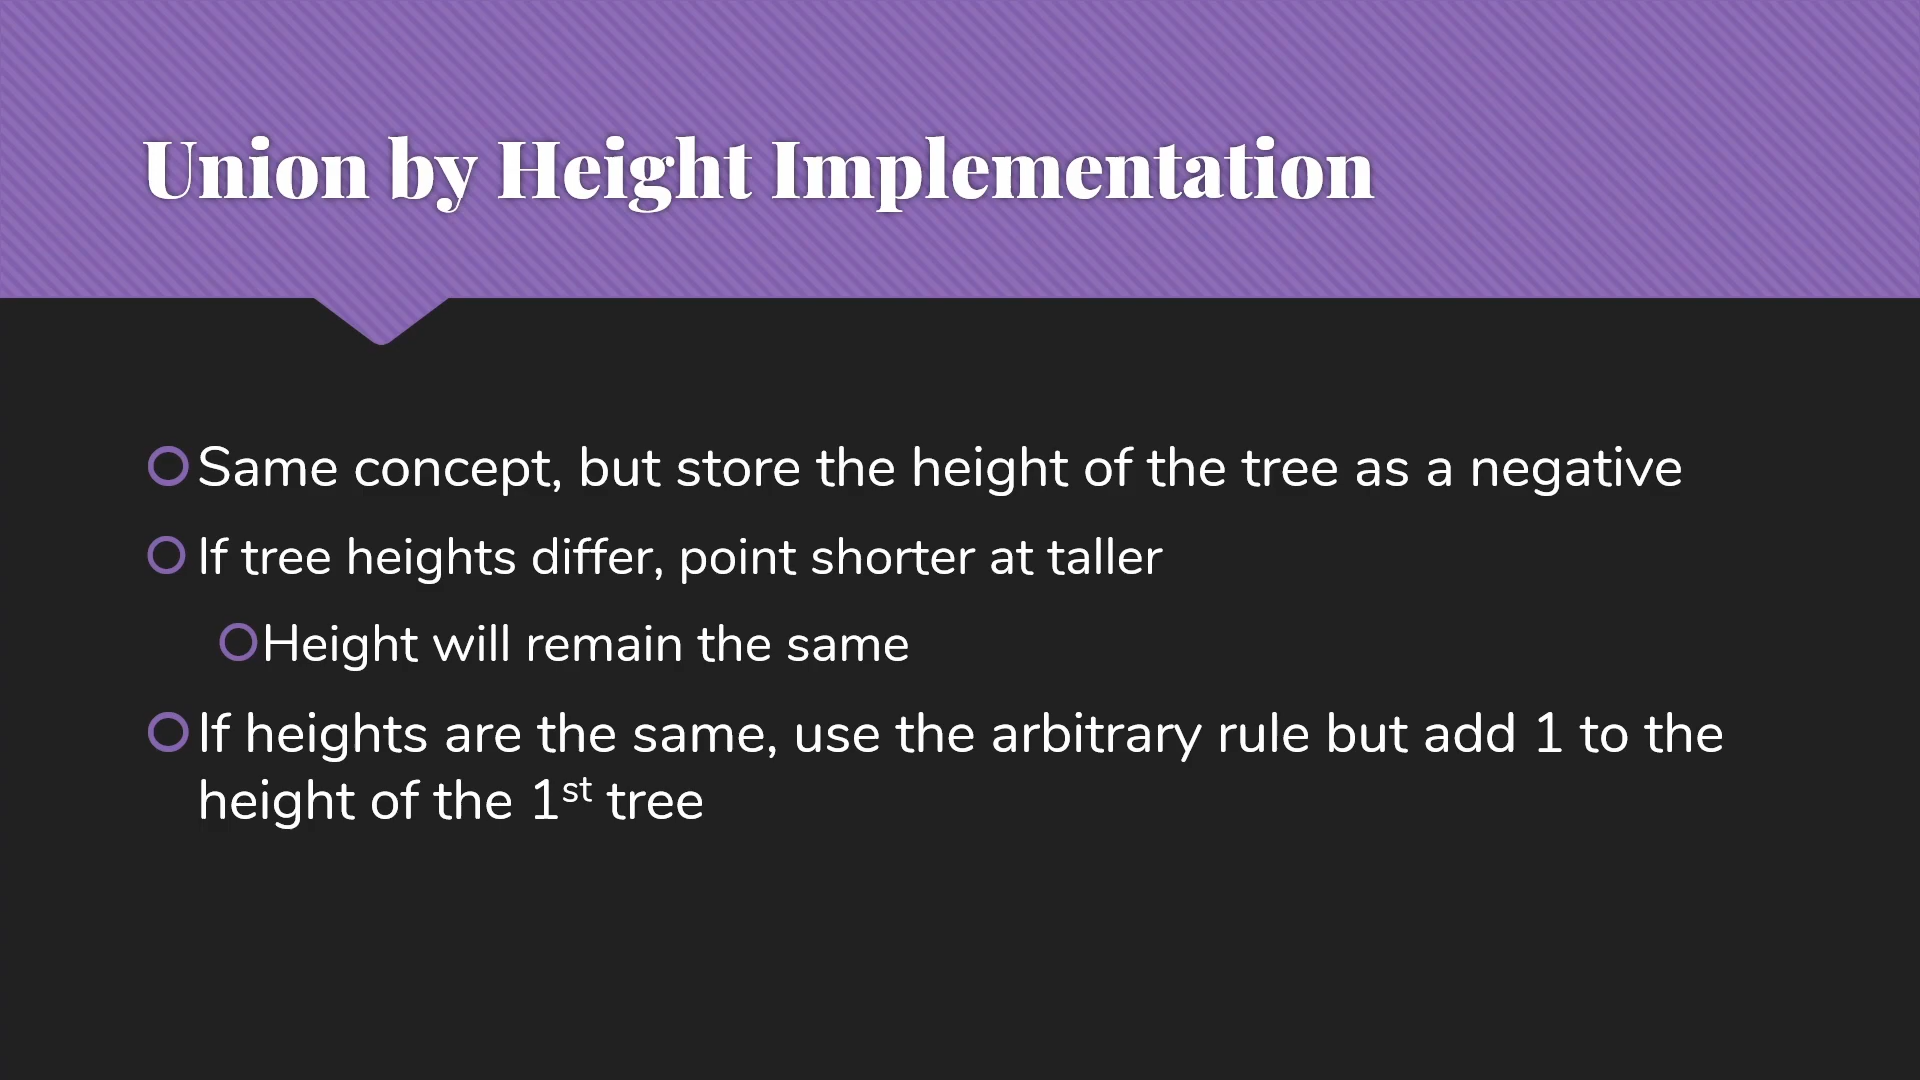 Union by Height Implementation
Same concept, but store the height of the tree as a negative
If tree heights differ, point shorter at taller
Height will remain the same
If heights are the same, use the arbitrary rule but add 1 to the
height of the 1st tree